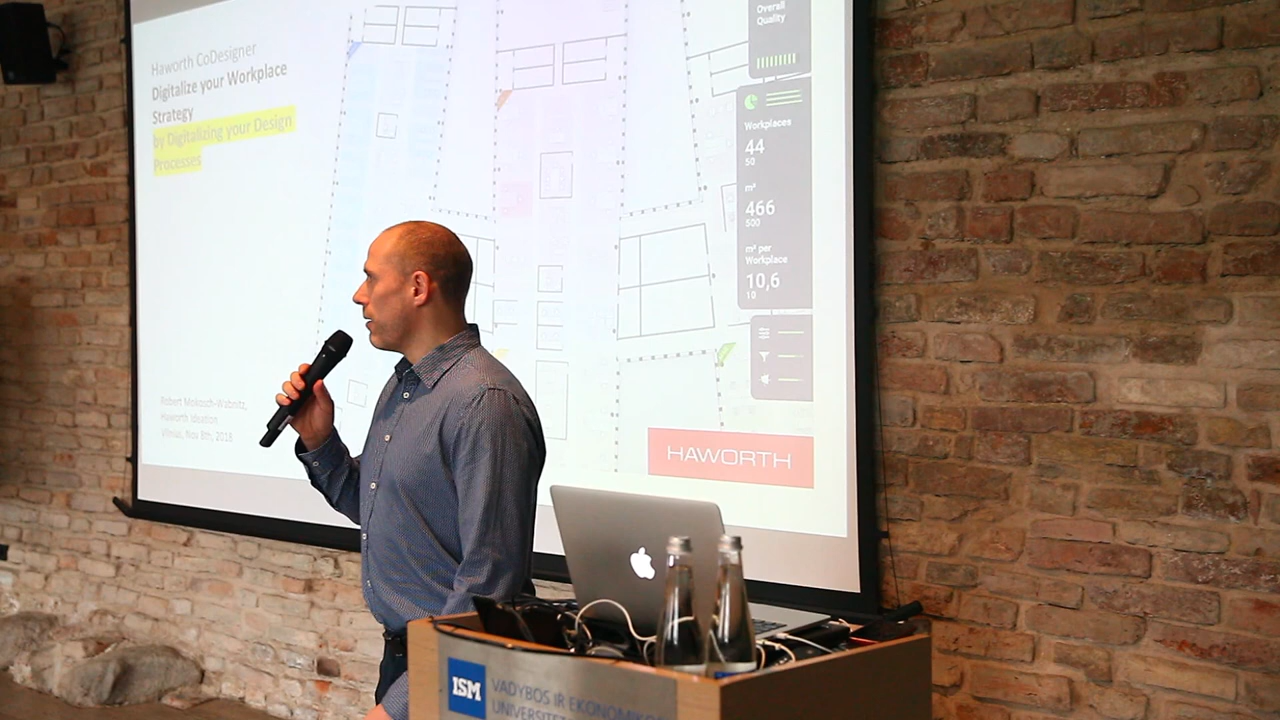 Haworth CoDesigner
Digitalize your Workplace
Strategy
by Digitalizing your Design
Processes
Robert Mokosch-Wabnitz,
Haworth Ideation,
Vilnius, Nov 8th, 2018
Overall
Quality
Workplaces
44
50
m²
466
500
m² per
Workplace
10,6
10
HAWORTH
ISM
VADYBOS IR EKONOMIKOS
UNIVERSITET